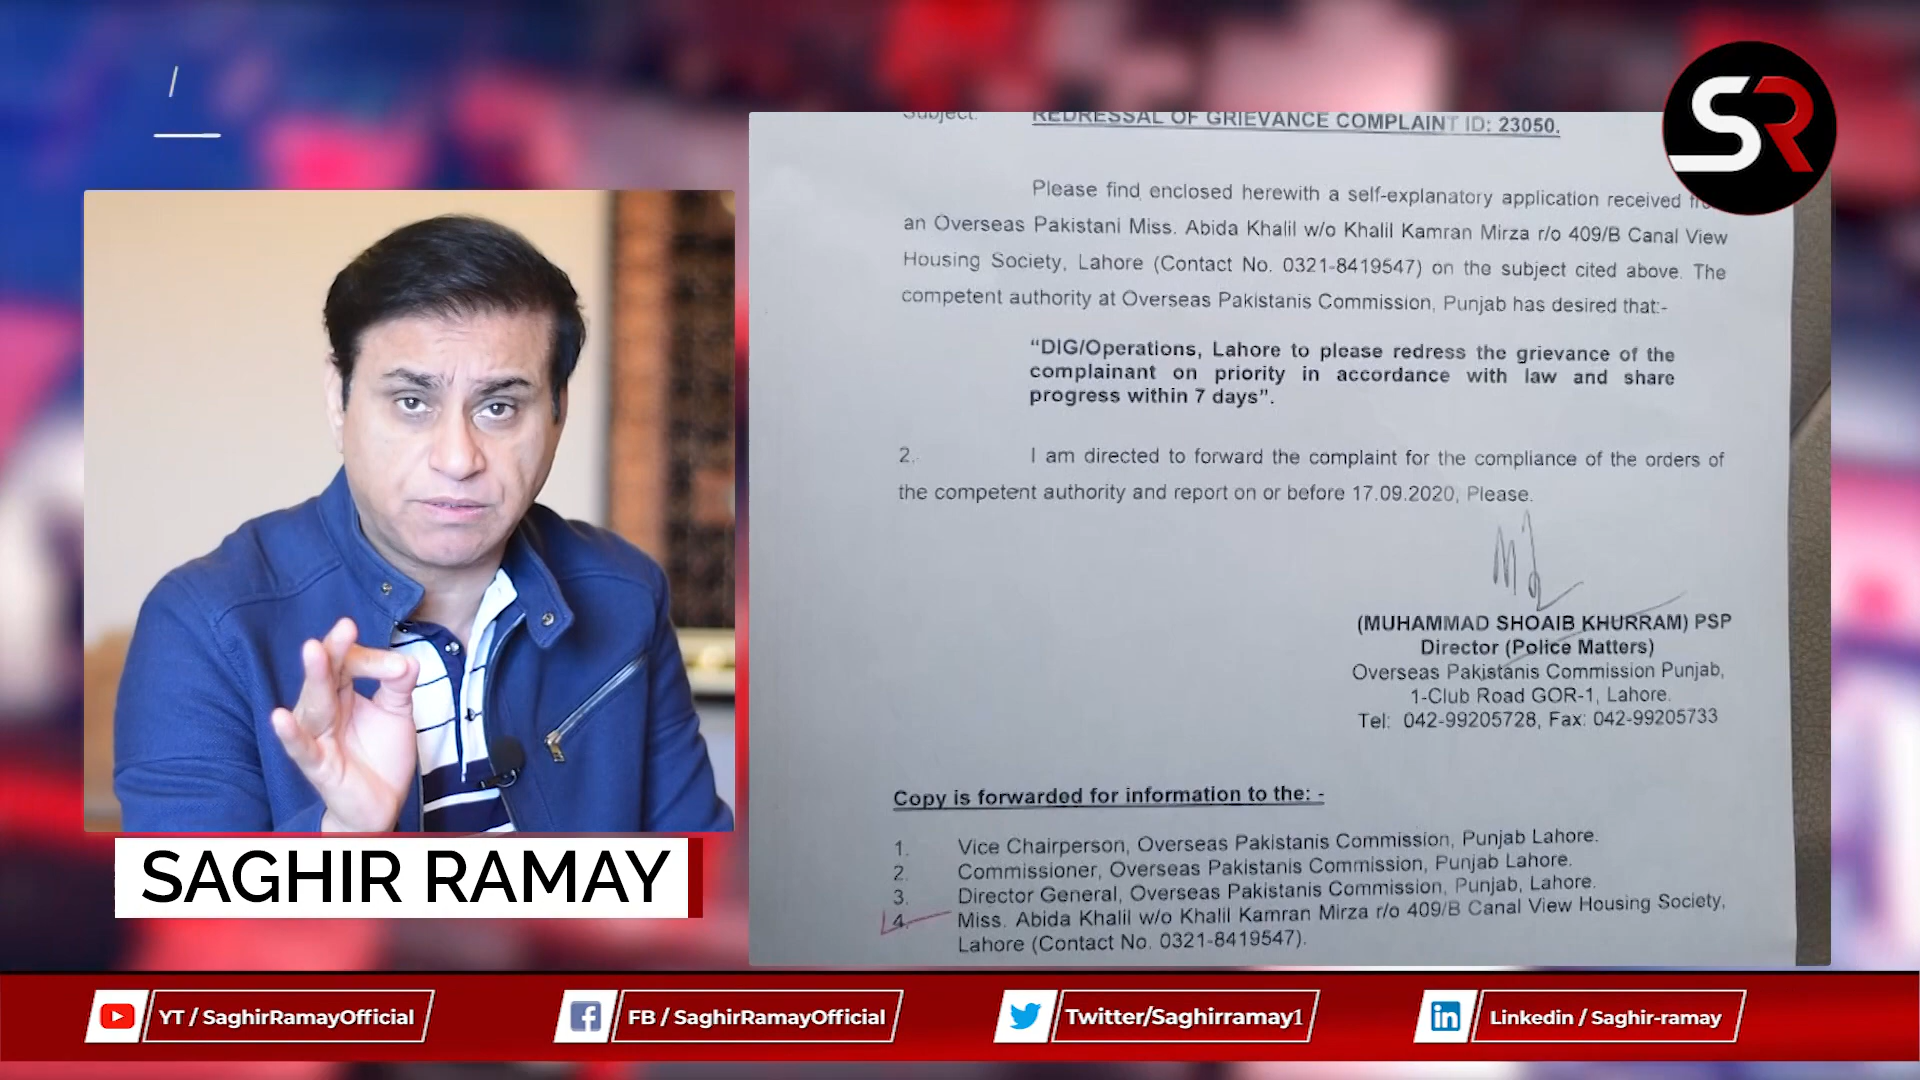 SR
Subject: REDRESSAL OF GRIEVANCE COMPLAINT ID: 23050.
Please find enclosed herewith a self-explanatory application received
an Overseas Pakistani Miss. Abida Khalil w/o Khalil Kamran Mirza r/o 409/B Canal View
Housing Society, Lahore (Contact No. 0321-8419547) on the subject cited above. The
competent authority at Overseas Pakistanis Commission, Punjab has desired that:-
“DIG/Operations, Lahore to please redress the grievance of the
complainant on priority in accordance with law and share
progress within 7 days”.
2. I am directed to forward the complaint for the compliance of the orders of
the competent authority and report on or before 17.09.2020, Please.
(MUHAMMAD SHOAIB KHURRAM) PSP
Director (Police Matters)
Overseas Pakistanis Commission Punjab,
1-Club Road GOR-1, Lahore.
Tel: 042-99205728, Fax: 042-99205733
Copy is forwarded for information to the: -
1. Vice Chairperson, Overseas Pakistanis Commission, Punjab Lahore.
2. Commissioner, Overseas Pakistanis Commission, Punjab Lahore.
3. Director General, Overseas Pakistanis Commission, Punjab, Lahore.
4. Miss. Abida Khalil w/o Khalil Kamran Mirza r/o 409/B Canal View Housing Society,
Lahore (Contact No. 0321-8419547).
SAGHIR RAMAY
YT / SaghirRamayOfficial
FB / SaghirRamayOfficial
Twitter/Saghirramay1
Linkedin / Saghir-ramay